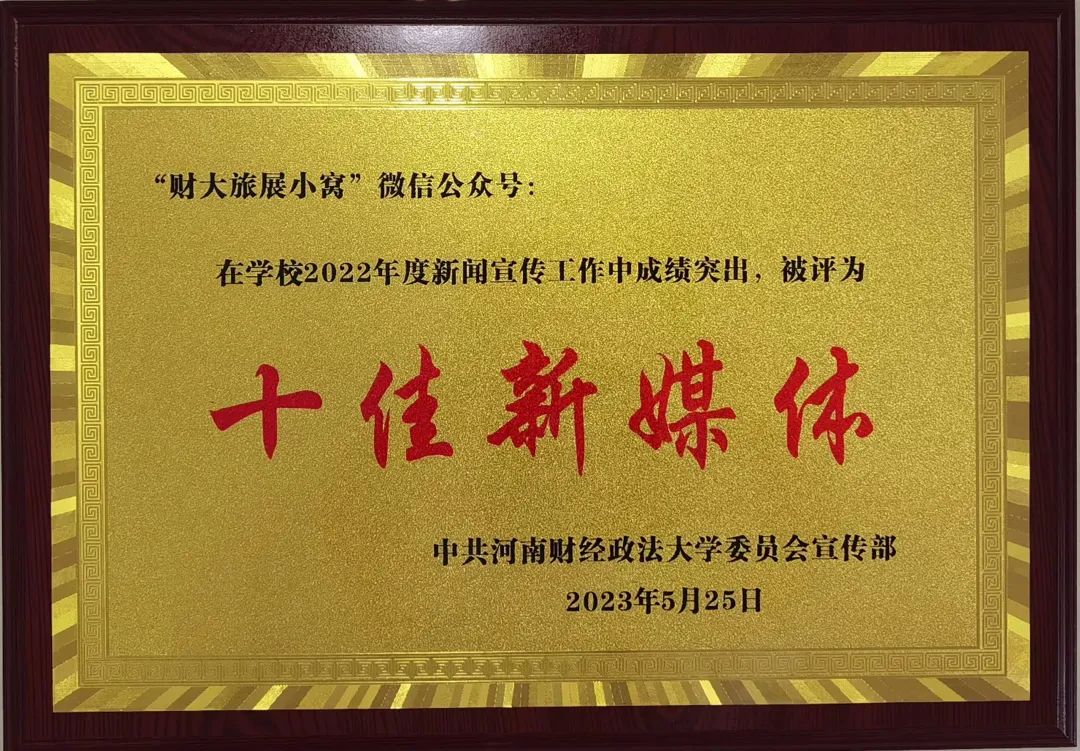 “财大旅展小窝”微信公众号：
在学校2022年度新闻宣传工作中成绩突出，被评为
十佳新媒体
中共河南财经政法大学委员会宣传部
2023年5月25日